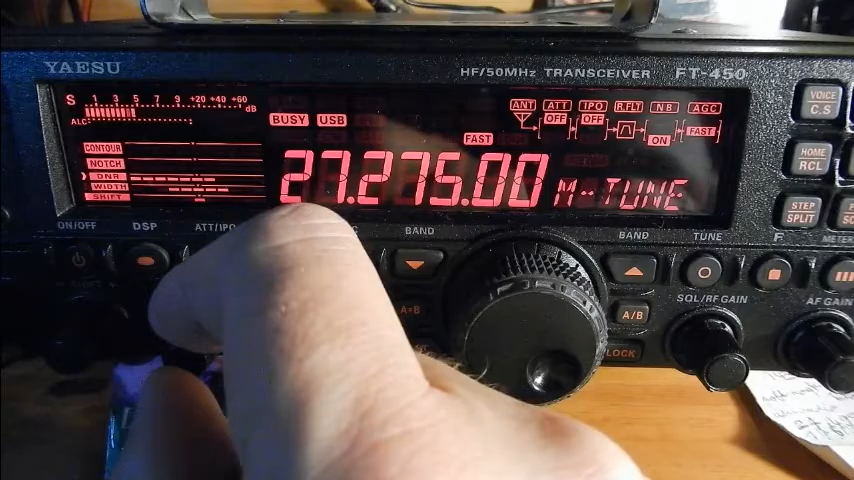 YAESU
HF/50MHz TRANSCEIVER FT-450
S 1 3 5 7 9 +20 +40 +60 dB
ALC
BUSY USB
ANT ATT IPO R.FLT NB AGC
OFF OFF
ON FAST
FAST
CONTOUR
NOTCH
DNR
WIDTH
SHIFT
27.275.00 M-TUNE
VOICE
C.S
HOME
RCL
STEP
SPLIT
ON/OFF DSP ATT/IPO BAND BAND TUNE F METER
A=B A/B
SQL/RF GAIN AF GAIN
LOCK